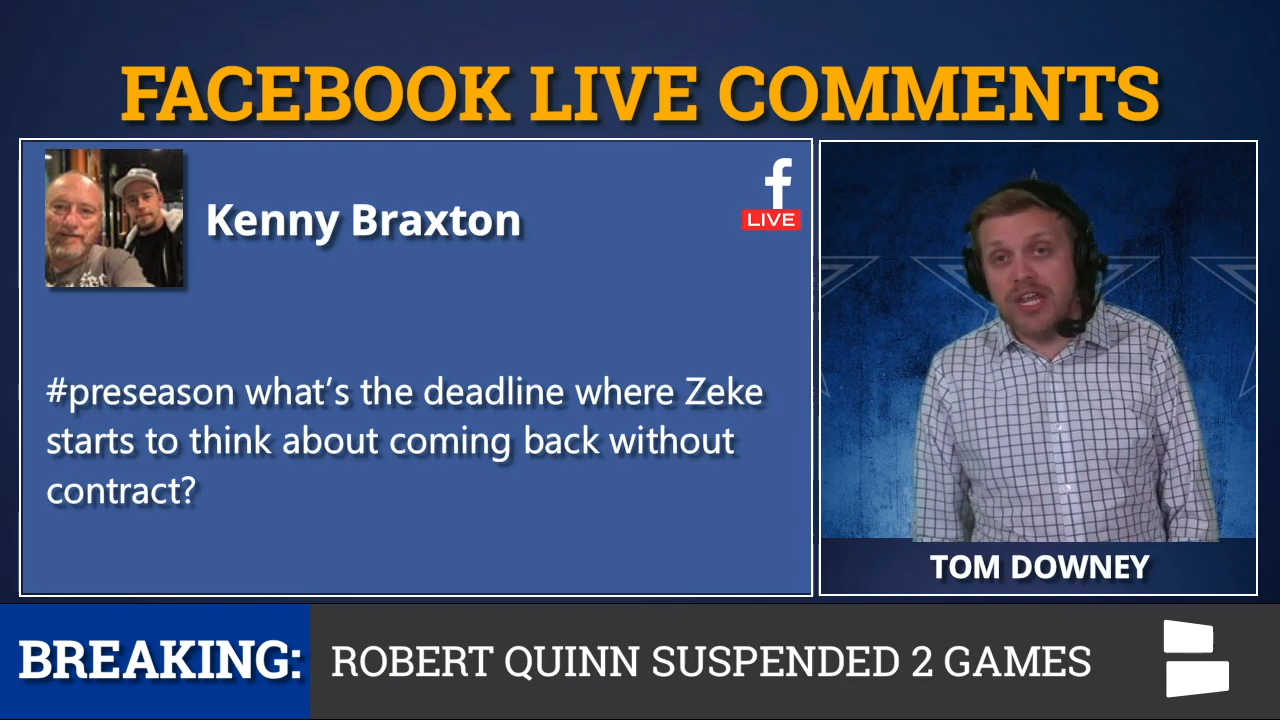 FACEBOOK LIVE COMMENTS
Kenny Braxton
f
LIVE
#preseason what's the deadline where Zeke
starts to think about coming back without
contract?
TOM DOWNEY
BREAKING: ROBERT QUINN SUSPENDED 2 GAMES